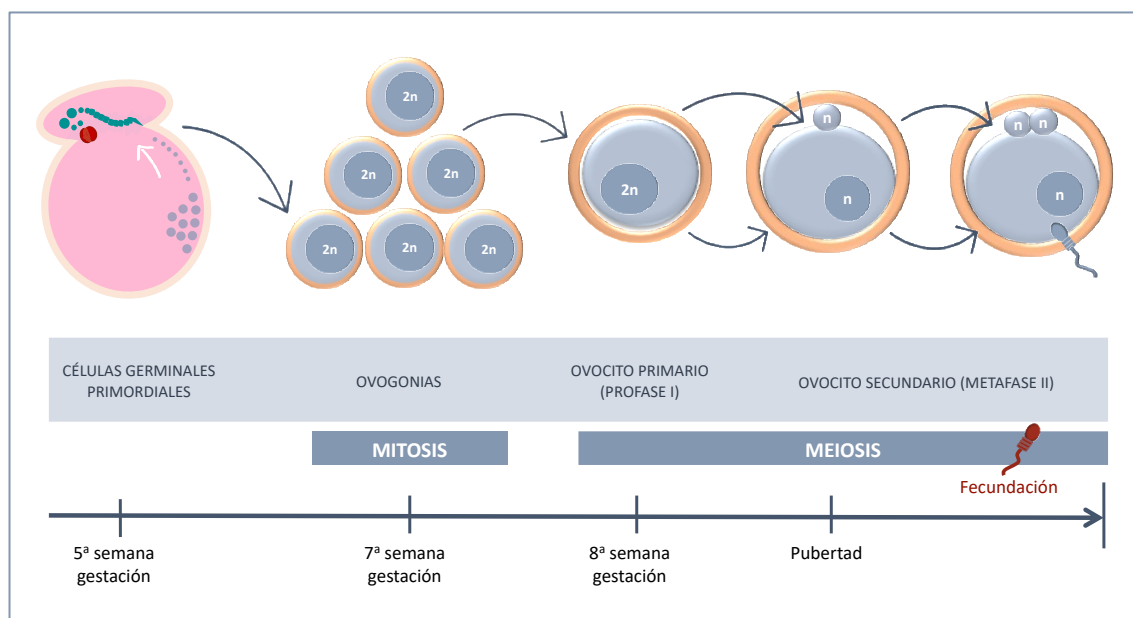 2n
2n
2n
2n
2n
2n
2n
n
n
n
n
n
CÉLULAS GERMINALES
PRIMORDIALES
OVOGONIAS
OVOCITO PRIMARIO
(PROFASE I)
OVOCITO SECUNDARIO (METAFASE II)
MITOSIS
MEIOSIS
Fecundación
5ª semana
gestación
7ª semana
gestación
8ª semana
gestación
Pubertad